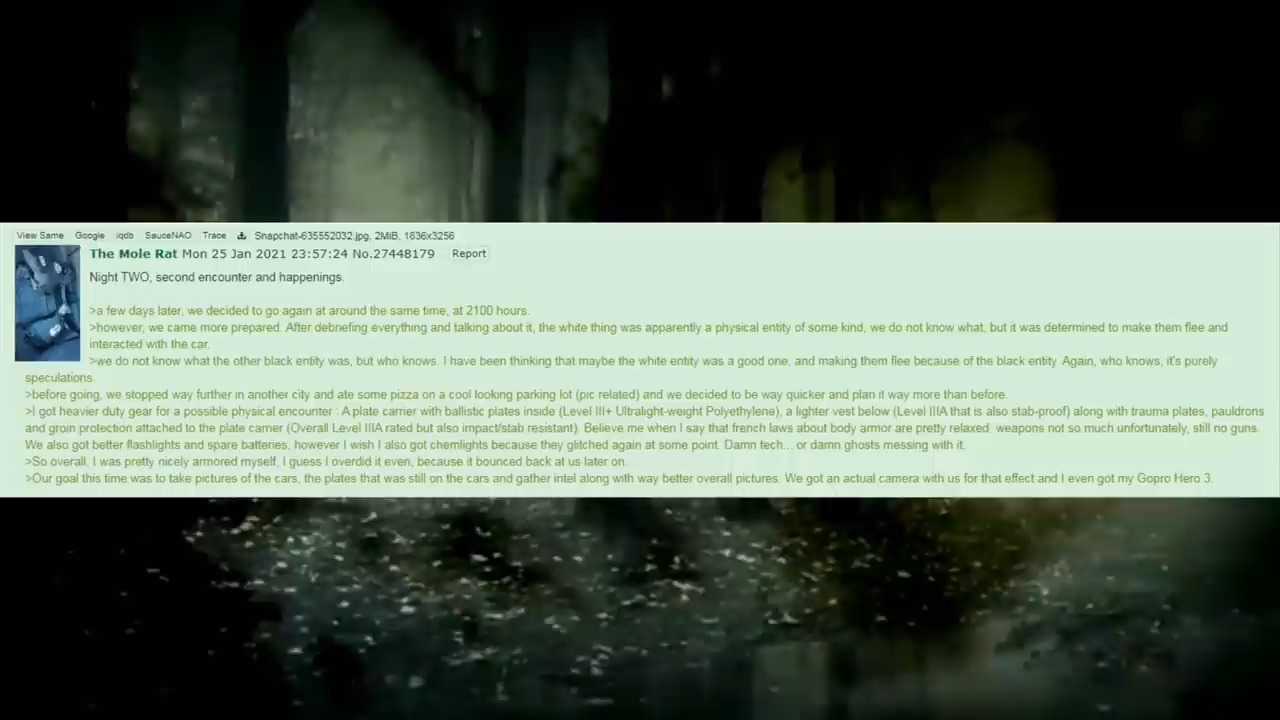 View Same Google iqdb SauceNAO Trace Snapchat-635552032.jpg, 2MiB, 1836x3256
The Mole Rat Mon 25 Jan 2021 23:57:24 No.27448179 Report
Night TWO, second encounter and happenings.
>a few days later, we decided to go again at around the same time, at 2100 hours.
>however, we came more prepared. After debriefing everything and talking about it, the white thing was apparently a physical entity of some kind, we do not know what, but it was determined to make them flee and
interacted with the car.
>we do not know what the other black entity was, but who knows. I have been thinking that maybe the white entity was a good one, and making them flee because of the black entity. Again, who knows, it's purely
speculations.
>before going, we stopped way further in another city and ate some pizza on a cool looking parking lot (pic related) and we decided to be way quicker and plan it way more than before.
>I got heavier duty gear for a possible physical encounter : A plate carrier with ballistic plates inside (Level III+ Ultralight-weight Polyethylene), a lighter vest below (Level IIIA that is also stab-proof) along with trauma plates, pauldrons
and groin protection attached to the plate carrier (Overall Level IIIA rated but also impact/stab resistant). Believe me when I say that french laws about body armor are pretty relaxed, weapons not so much unfortunately, still no guns.
We also got better flashlights and spare batteries, however I wish I also got chemlights because they glitched again at some point. Damn tech... or damn ghosts messing with it.
>So overall, I was pretty nicely armored myself, I guess I overdid it even, because it bounced back at us later on.
>Our goal this time was to take pictures of the cars, the plates that was still on the cars and gather intel along with way better overall pictures. We got an actual camera with us for that effect and I even got my Gopro Hero 3.